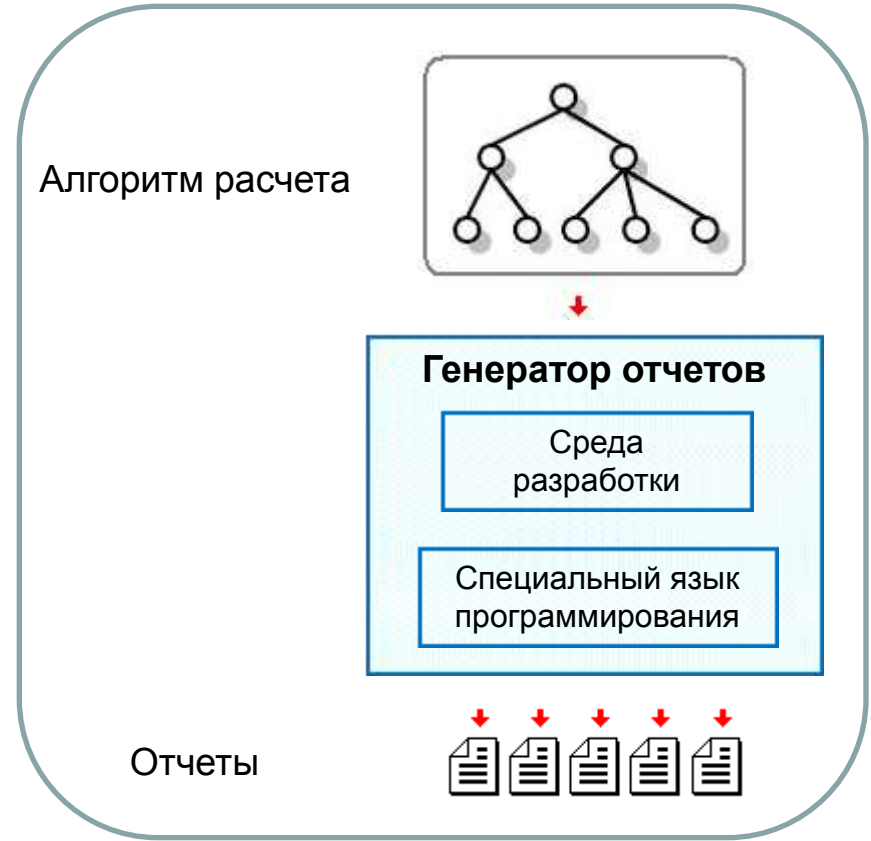 Алгоритм расчета
Генератор отчетов
Среда
разработки
Специальный язык
программирования
Отчеты